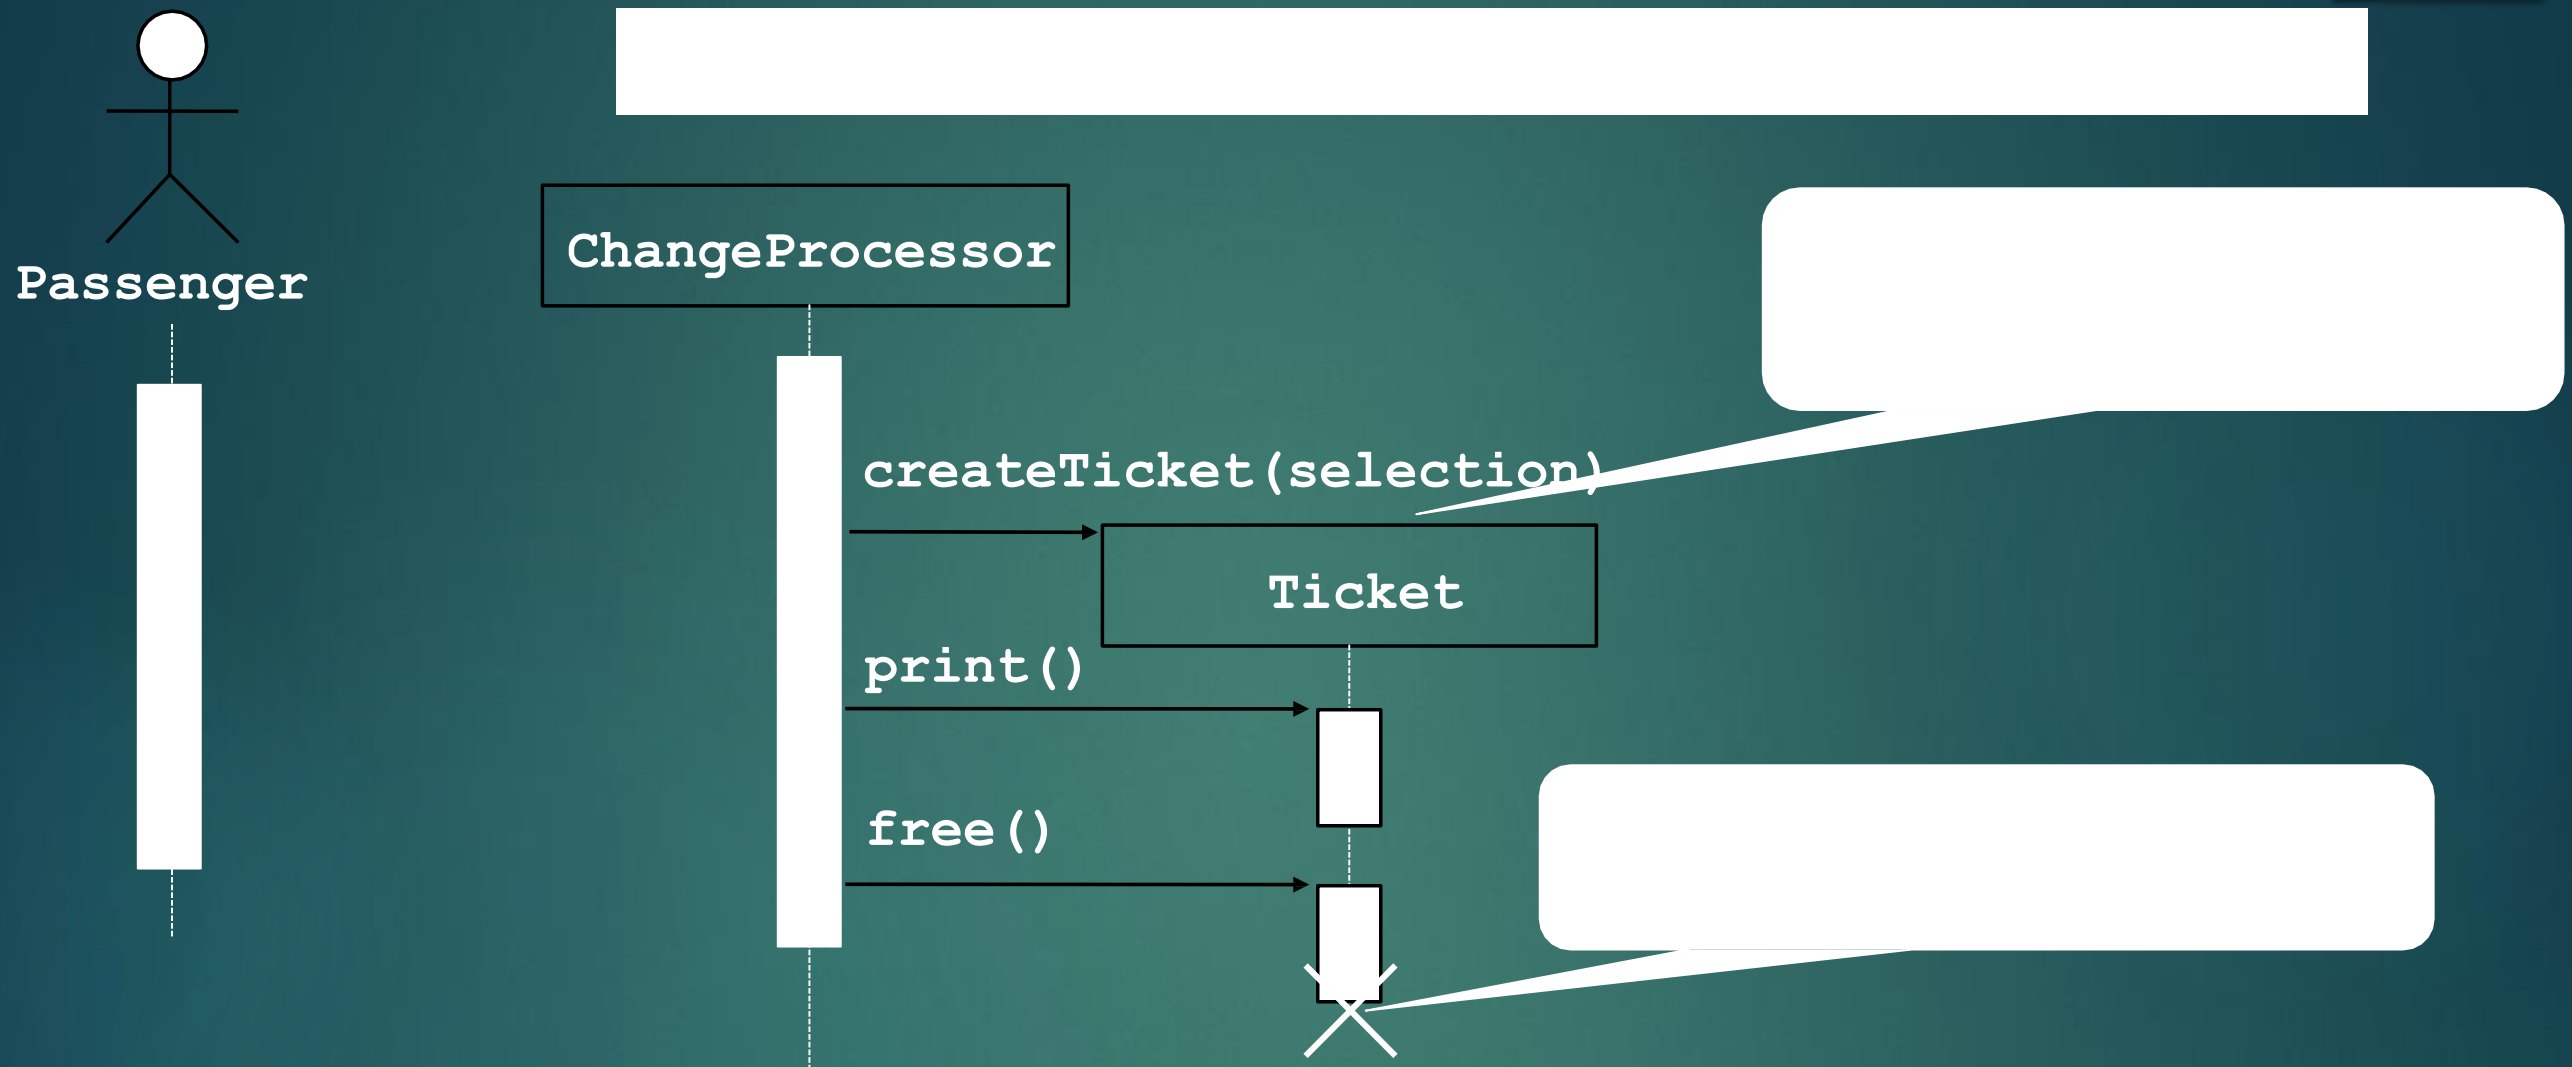 Passenger
ChangeProcessor
createTicket(selection)
Ticket
print()
free()